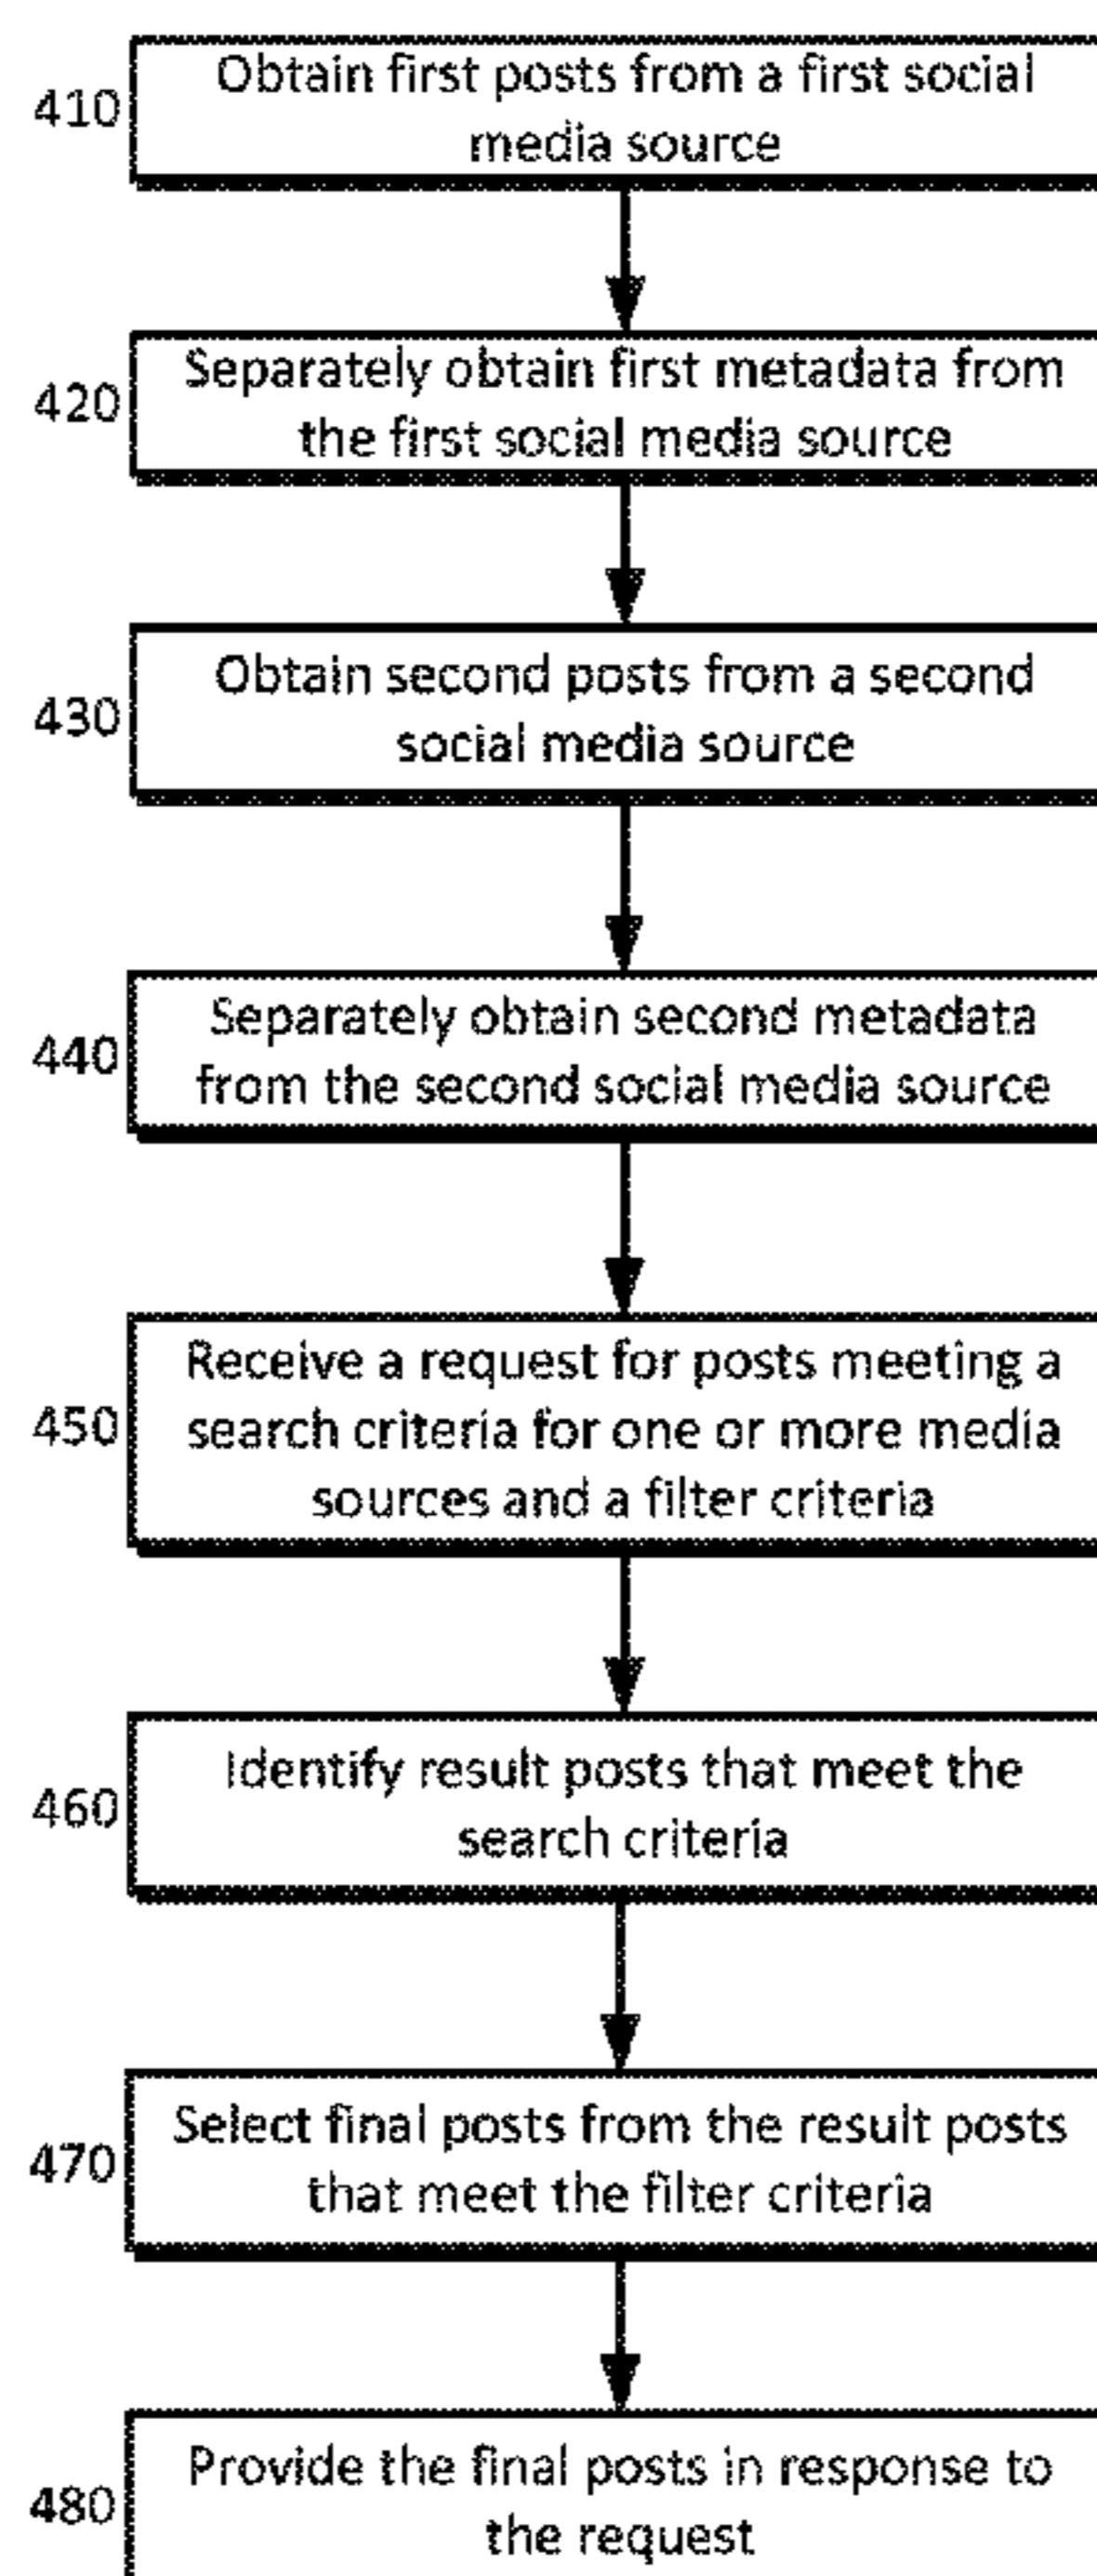 Obtain first posts from a first social
410
media source
Separately obtain first metadata from
420
the first social media source
Obtain second posts from a second
430
social media source
Separately obtain second metadata
440
from the second social media source
Receive a request for posts meeting a
450
search criteria for one or more media
sources and a filter criteria
Identify result posts that meet the
460
search criteria
Select final posts from the result posts
470
that meet the filter criteria
Provide the final posts in response to
480
the request